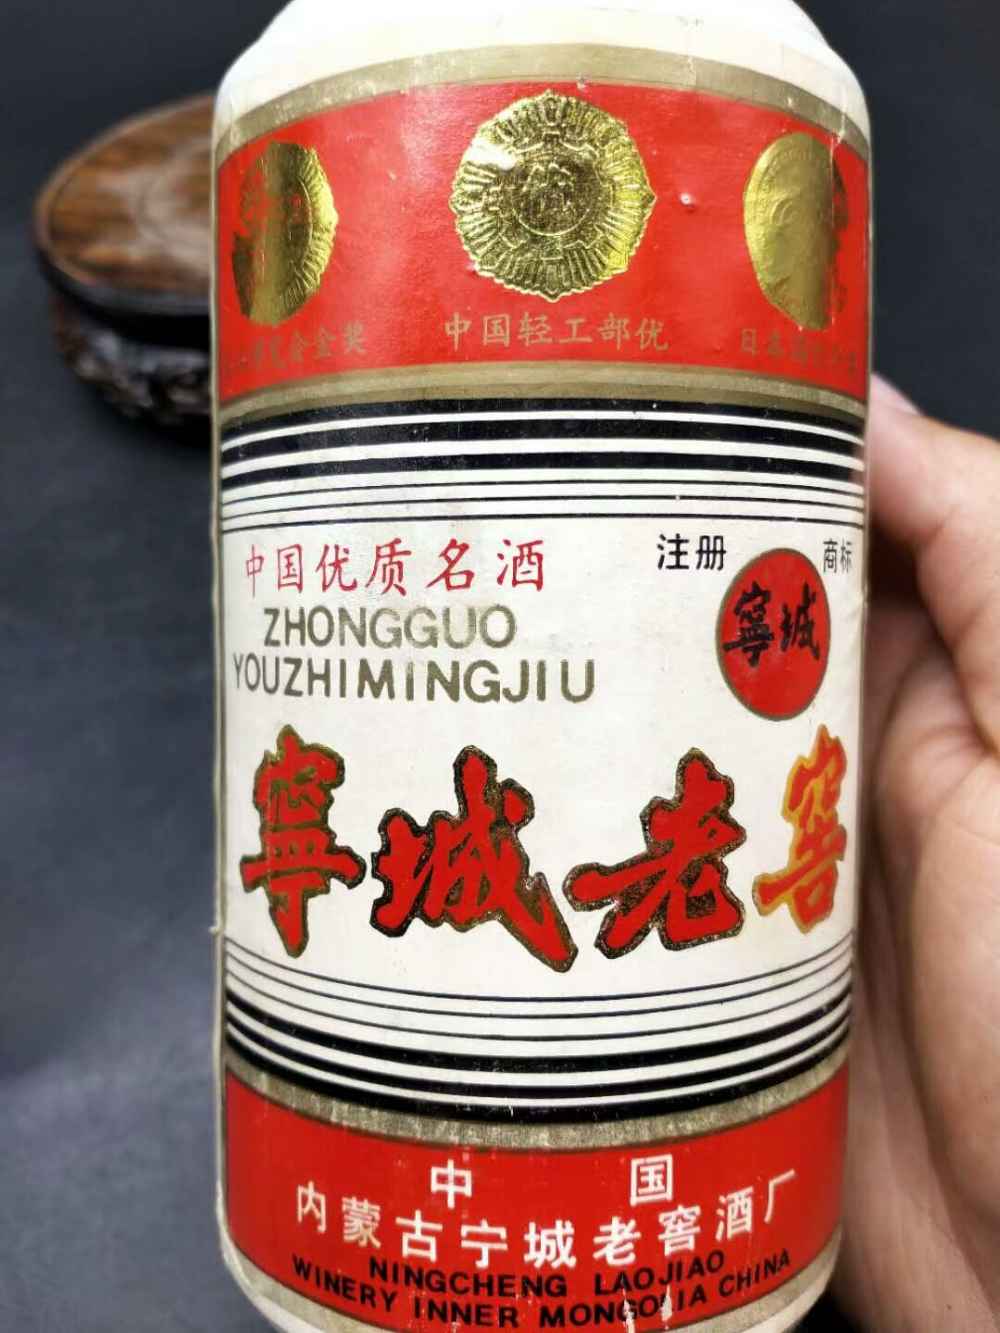 中国轻工部优
金奖
中国优质名酒
ZHONGGUO
YOUZHIMINGJIU
注册
商标
寧城
寧城老窖
中国
内蒙古宁城老窖酒厂
NINGCHENG LAOJIAO
WINERY INNER MONGOLIA CHINA